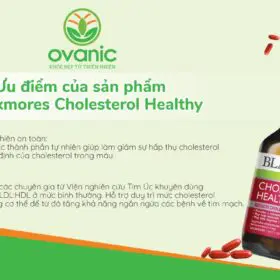 ovanic
KHỎE ĐẸP TỪ THIÊN NHIÊN
Ưu điểm của sản phẩm
kmores Cholesterol Healthy
hiên an toàn:
c thành phần tự nhiên giúp làm giảm sự hấp thụ cholesterol
định của cholesterol trong máu
các chuyên gia từ Viện nghiên cứu Tim Úc khuyên dùng
LDL:HDL ở mức bình thường. Hỗ trợ duy trì mức cholesterol
g cơ thể để từ đó tăng khả năng ngăn ngừa các bệnh về tim mạch.
BLA
CHO
HEAL